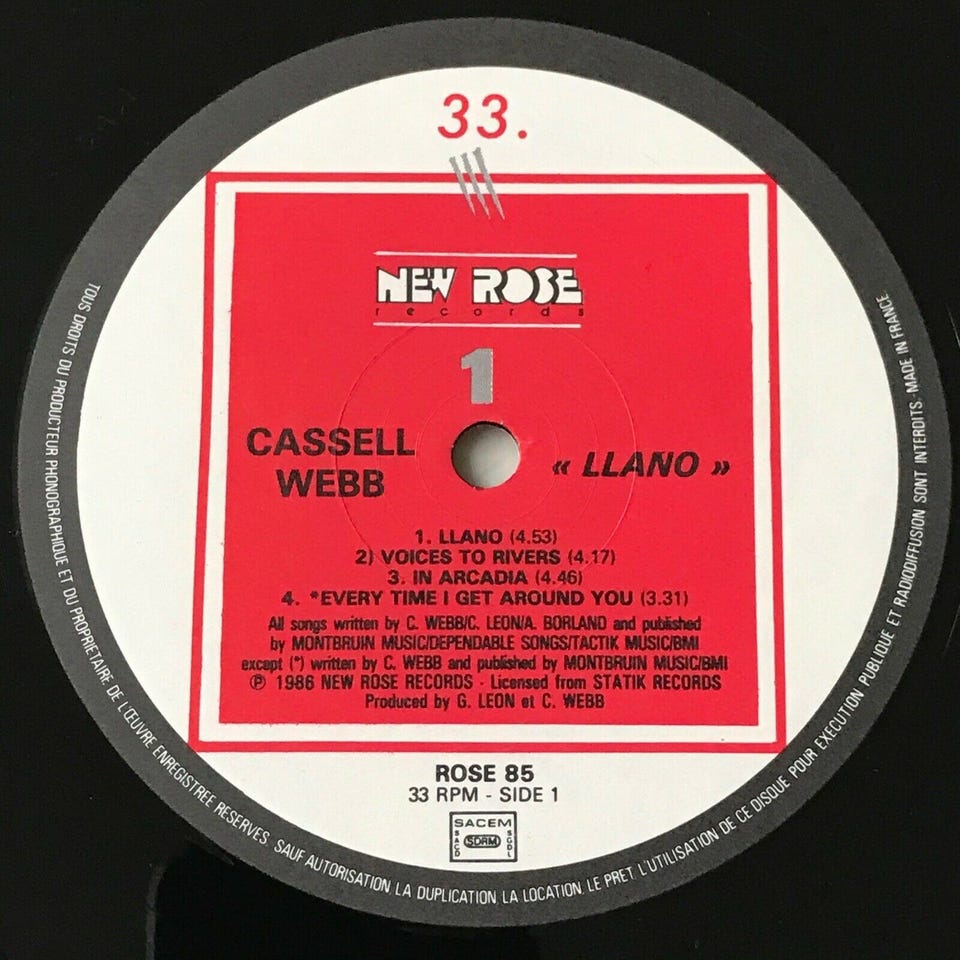 33.
NEW ROSE
records
1
CASSELL
WEBB
« LLANO »
1. LLANO (4.53)
2) VOICES TO RIVERS (4.17)
3. IN ARCADIA (4.46)
4. *EVERY TIME I GET AROUND YOU (3.31)
All songs written by C. WEBB/C. LEON/A. BORLAND and published
by MONTBRUIN MUSIC/DEPENDABLE SONGS/TACTIK MUSIC/BMI
except (*) written by C. WEBB and published by MONTBRUIN MUSIC/BMI
℗ 1986 NEW ROSE RECORDS - Licensed from STATIK RECORDS
Produced by G. LEON et C. WEBB
ROSE 85
33 RPM - SIDE 1
SACEM
SACD
SDRM
SGDL
TOUS DROITS DU PRODUCTEUR PHONOGRAPHIQUE ET DU PROPRIETAIRE DE L'ŒUVRE ENREGISTREE RESERVES. SAUF AUTORISATION LA DUPLICATION LA LOCATION LE PRET L'UTILISATION DE CE DISQUE POUR EXECUTION PUBLIQUE ET RADIODIFFUSION SONT INTERDITS-MADE IN FRANCE